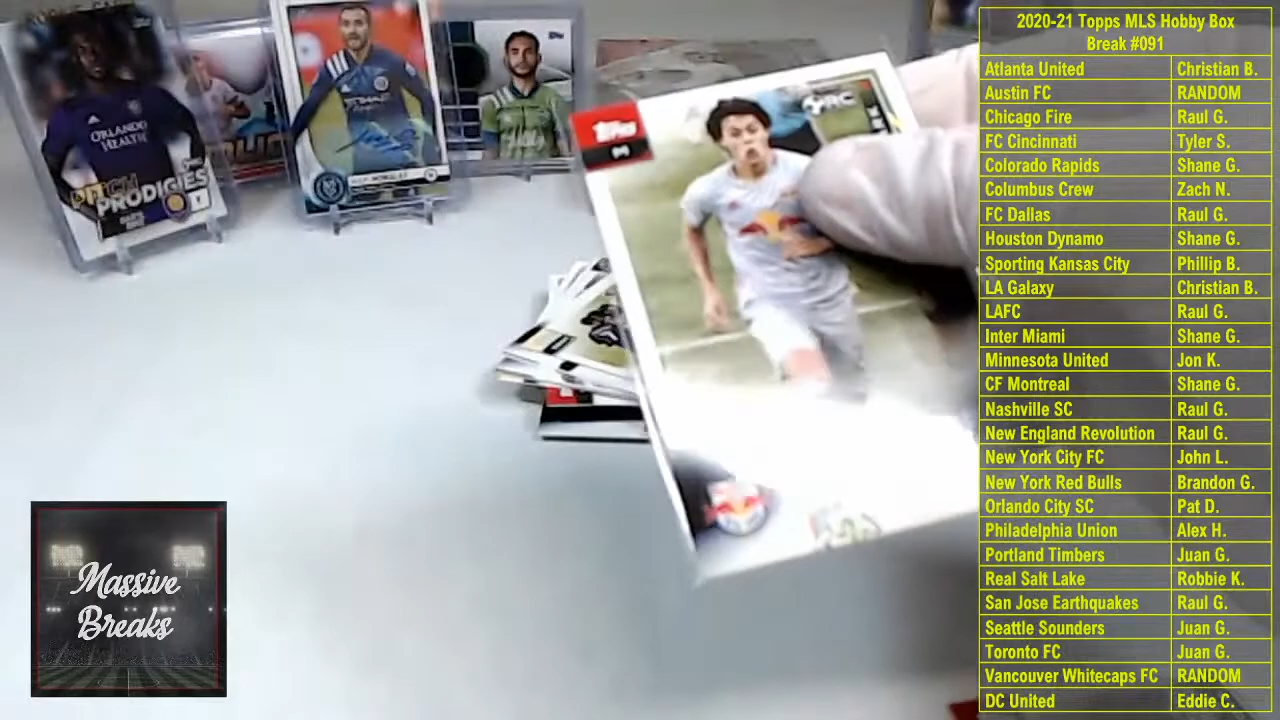 2020-21 Topps MLS Hobby Box
Break #091
Atlanta United Christian B.
Austin FC RANDOM
Chicago Fire Raul G.
FC Cincinnati Tyler S.
Colorado Rapids Shane G.
Columbus Crew Zach N.
FC Dallas Raul G.
Houston Dynamo Shane G.
Sporting Kansas City Phillip B.
LA Galaxy Christian B.
LAFC Raul G.
Inter Miami Shane G.
Minnesota United Jon K.
CF Montreal Shane G.
Nashville SC Raul G.
New England Revolution Raul G.
New York City FC John L.
New York Red Bulls Brandon G.
Orlando City SC Pat D.
Philadelphia Union Alex H.
Portland Timbers Juan G.
Real Salt Lake Robbie K.
San Jose Earthquakes Raul G.
Seattle Sounders Juan G.
Toronto FC Juan G.
Vancouver Whitecaps FC RANDOM
DC United Eddie C.
ORLANDO
HEALTH
PITCH
PRODIGIES
Topps
RC
Massive
Breaks